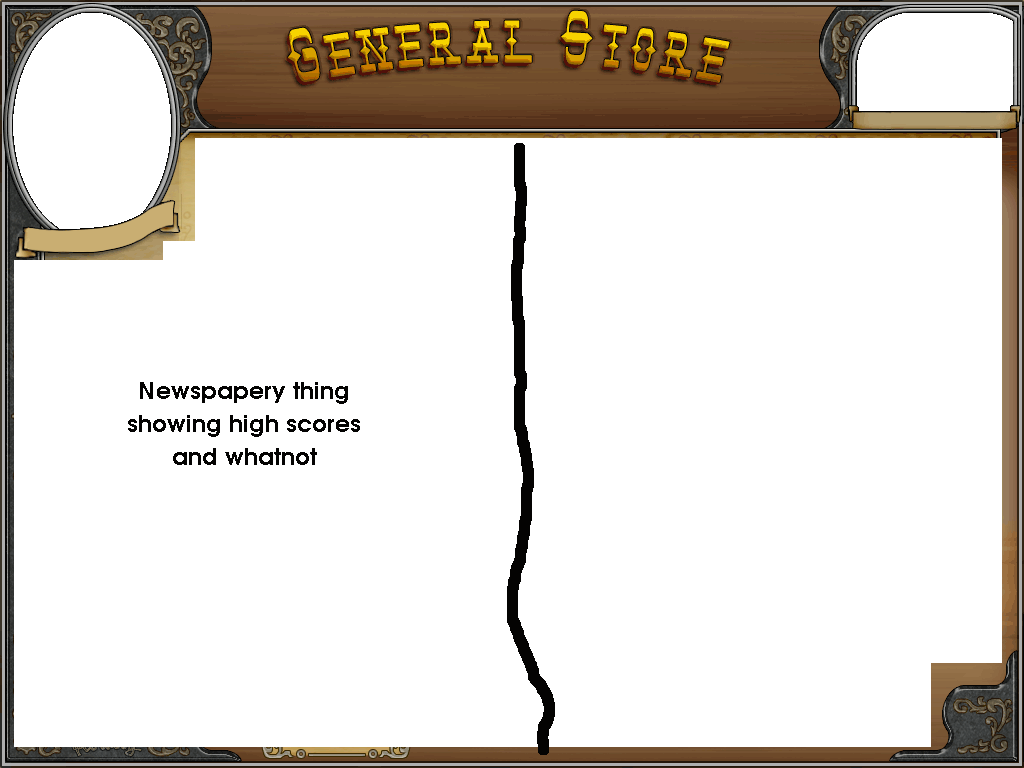 General Store
Newspapery thing
showing high scores
and whatnot